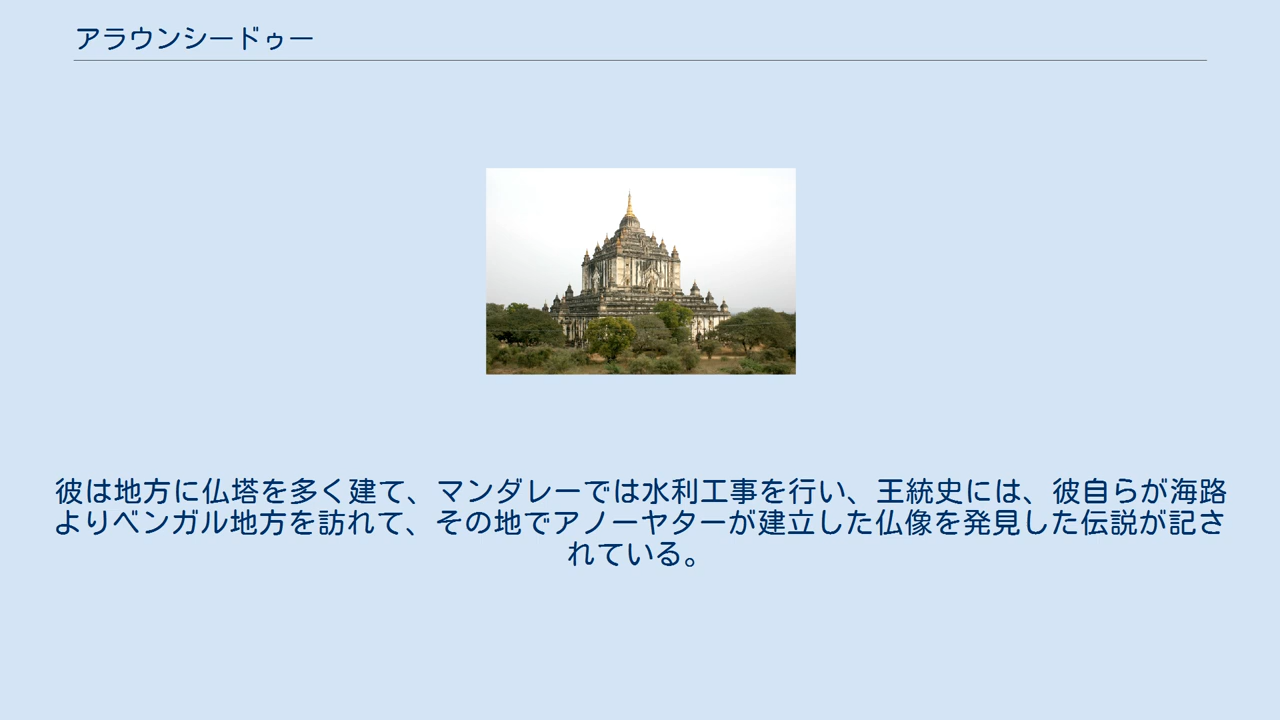 アラウンシードゥー
彼は地方に仏塔を多く建て、マンダレーでは水利工事を行い、王統史には、彼自らが海路
よりベンガル地方を訪れて、その地でアノーヤターが建立した仏像を発見した伝説が記さ
れている。